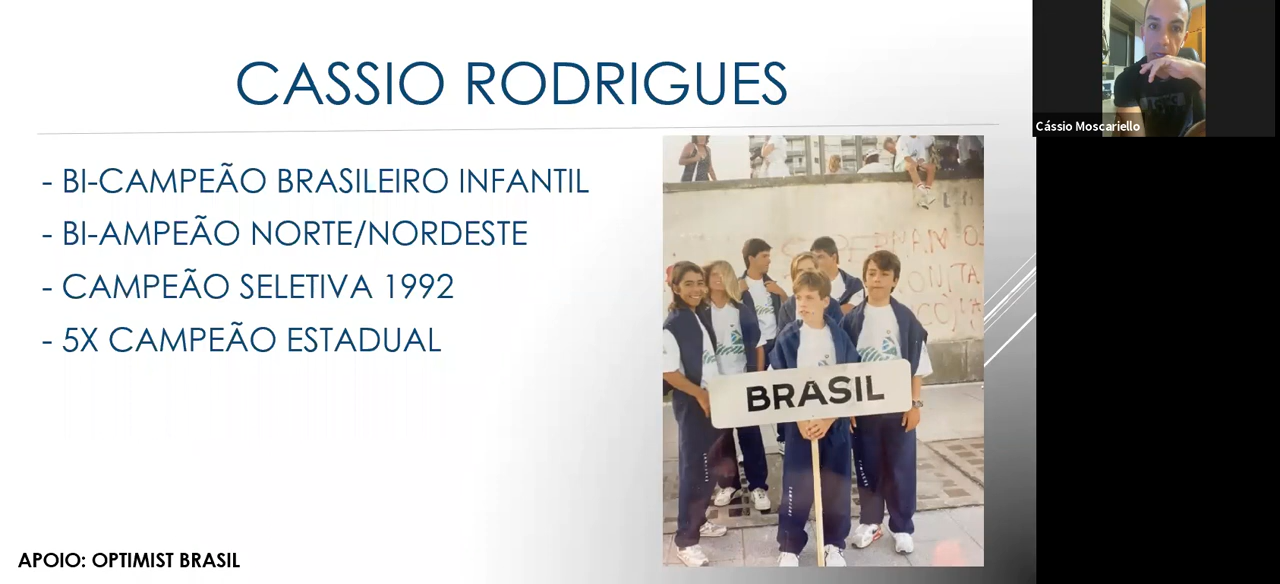 CASSIO RODRIGUES
- BI-CAMPEÃO BRASILEIRO INFANTIL
- BI-AMPEÃO NORTE/NORDESTE
- CAMPEÃO SELETIVA 1992
- 5X CAMPEÃO ESTADUAL
BRASIL
APOIO: OPTIMIST BRASIL
Cássio Moscariello